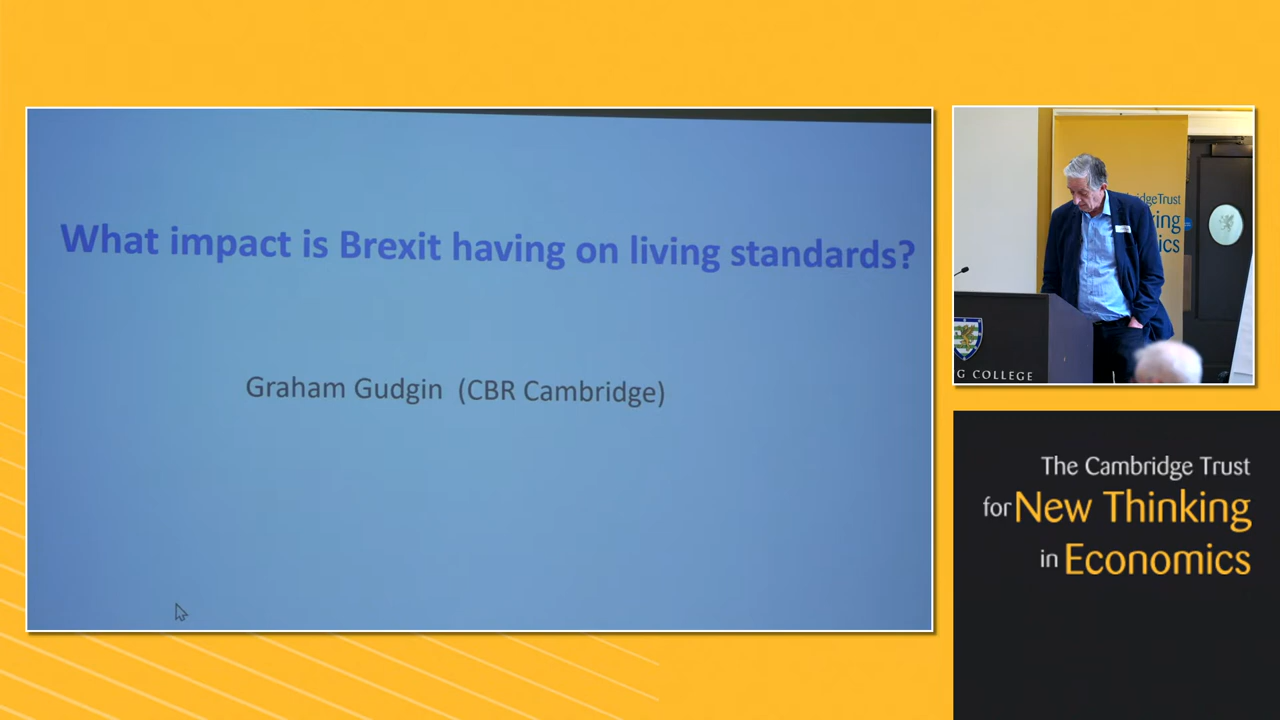 What impact is Brexit having on living standards?
Graham Gudgin (CBR Cambridge)
COLLEGE
The Cambridge Trust
for New Thinking
in Economics